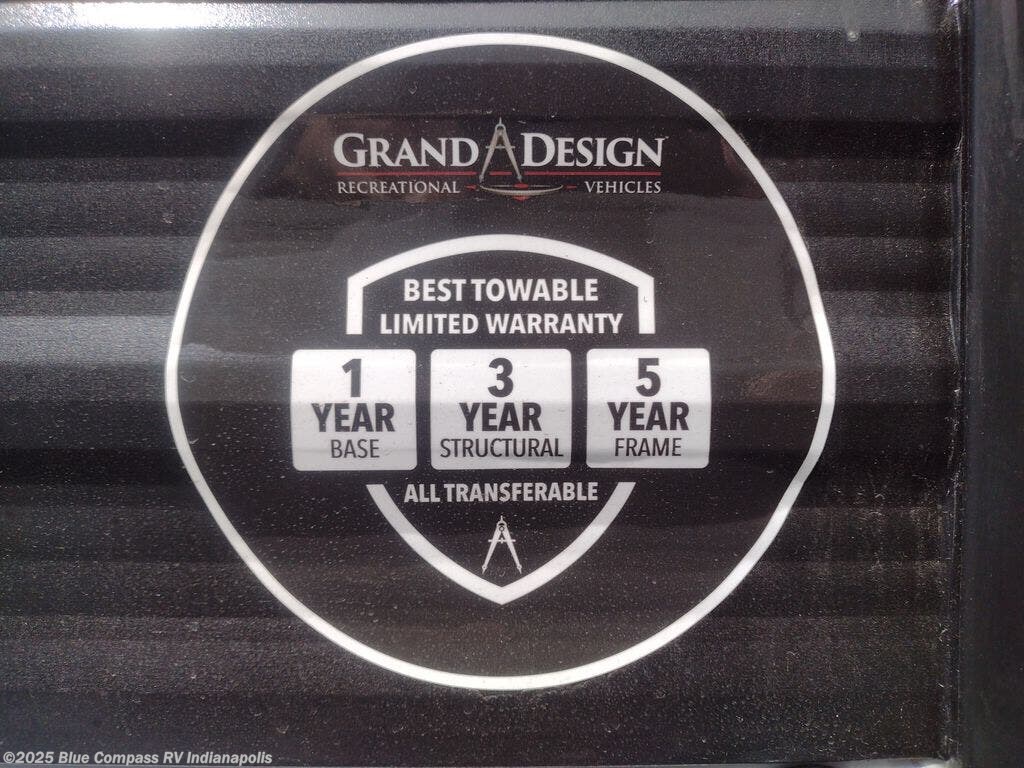 GRAND DESIGN
RECREATIONAL VEHICLES
BEST TOWABLE
LIMITED WARRANTY
1 YEAR BASE
3 YEAR STRUCTURAL
5 YEAR FRAME
ALL TRANSFERABLE
©2025 Blue Compass RV Indianapolis